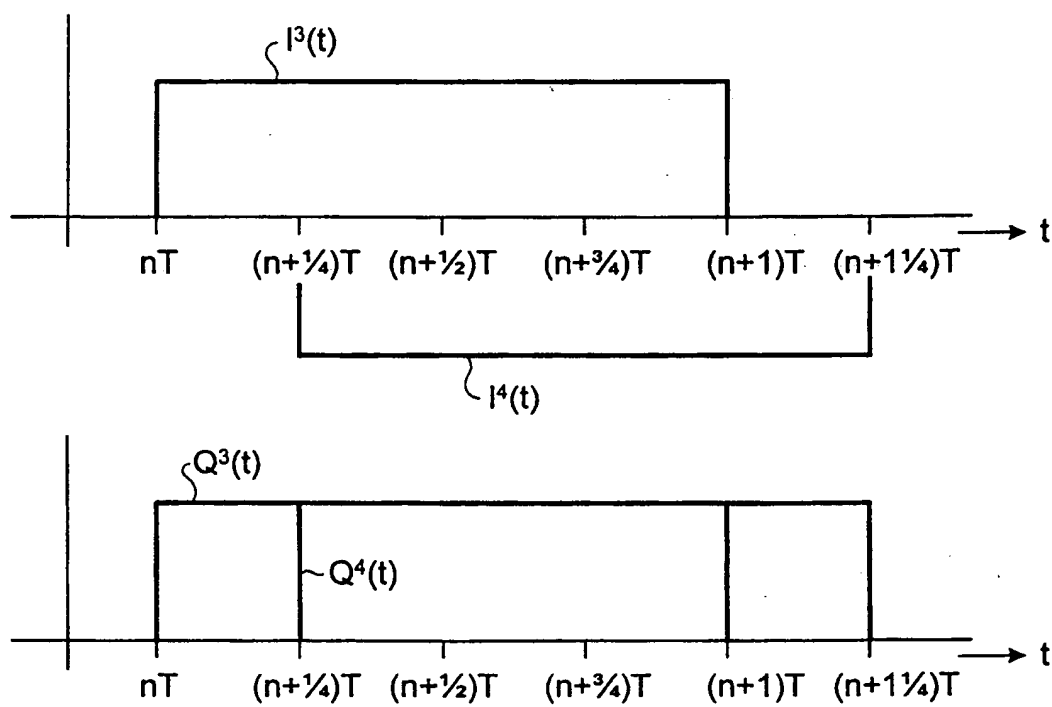 I³(t)
t
nT (n+¼)T (n+½)T (n+¾)T (n+1)T (n+1¼)T
I⁴(t)
Q³(t)
Q⁴(t)
t
nT (n+¼)T (n+½)T (n+¾)T (n+1)T (n+1¼)T